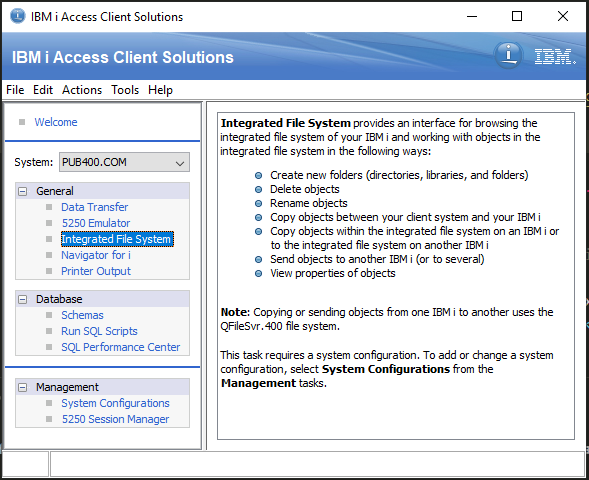 IBM i Access Client Solutions
IBM i Access Client Solutions
IBM.
File Edit Actions Tools Help
Welcome
System: PUB400.COM
General
Data Transfer
5250 Emulator
Integrated File System
Navigator for i
Printer Output
Database
Schemas
Run SQL Scripts
SQL Performance Center
Management
System Configurations
5250 Session Manager
Integrated File System provides an interface for browsing the
integrated file system of your IBM i and working with objects in the
integrated file system in the following ways:
Create new folders (directories, libraries, and folders)
Delete objects
Rename objects
Copy objects between your client system and your IBM i
Copy objects within the integrated file system on an IBM i or
to the integrated file system on another IBM i
Send objects to another IBM i (or to several)
View properties of objects
Note: Copying or sending objects from one IBM i to another uses the
QFileSvr.400 file system.
This task requires a system configuration. To add or change a system
configuration, select System Configurations from the
Management tasks.